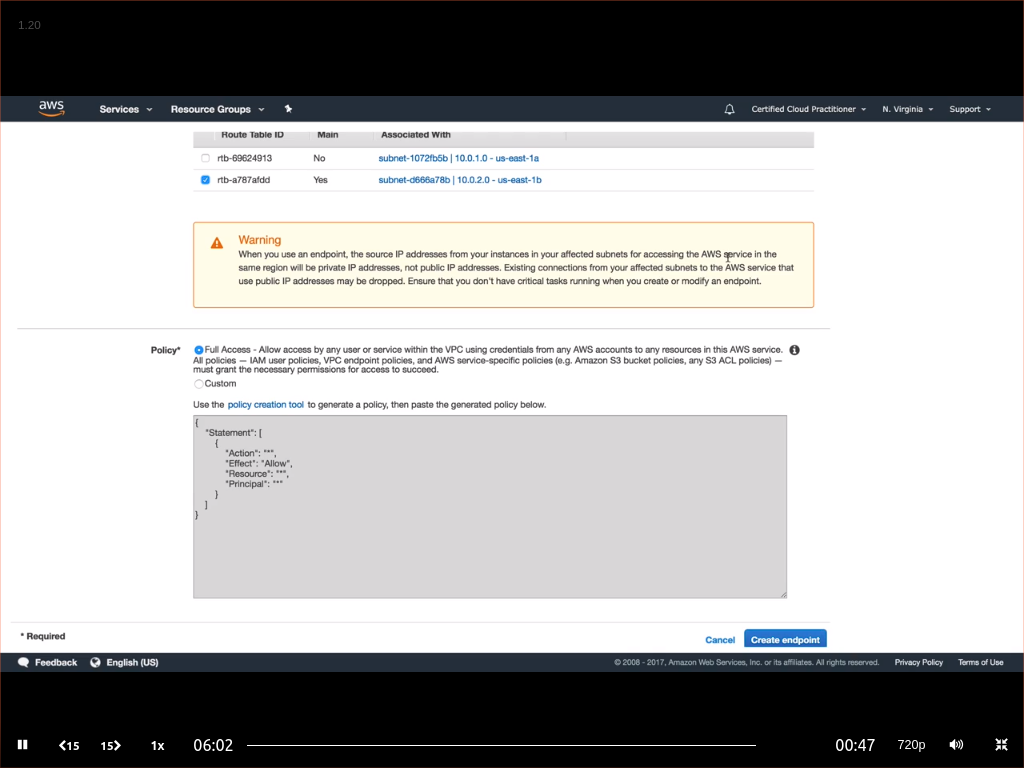 1.20
aws Services Resource Groups Certified Cloud Practitioner N. Virginia Support
Route Table ID Main Associated With
rtb-69624913 No subnet-1072fb5b | 10.0.1.0 - us-east-1a
rtb-a787afdd Yes subnet-d666a78b | 10.0.2.0 - us-east-1b
Warning
When you use an endpoint, the source IP addresses from your instances in your affected subnets for accessing the AWS service in the
same region will be private IP addresses, not public IP addresses. Existing connections from your affected subnets to the AWS service that
use public IP addresses may be dropped. Ensure that you don't have critical tasks running when you create or modify an endpoint.
Policy* Full Access - Allow access by any user or service within the VPC using credentials from any AWS accounts to any resources in this AWS service.
All policies — IAM user policies, VPC endpoint policies, and AWS service-specific policies (e.g. Amazon S3 bucket policies, any S3 ACL policies) —
must grant the necessary permissions for access to succeed.
Custom
Use the policy creation tool to generate a policy, then paste the generated policy below.
{
"Statement": [
{
"Action": "*",
"Effect": "Allow",
"Resource": "*",
"Principal": "*"
}
]
}
* Required Cancel Create endpoint
Feedback English (US) © 2008 - 2017, Amazon Web Services, Inc. or its affiliates. All rights reserved. Privacy Policy Terms of Use
15 15 1x 06:02 00:47 720p